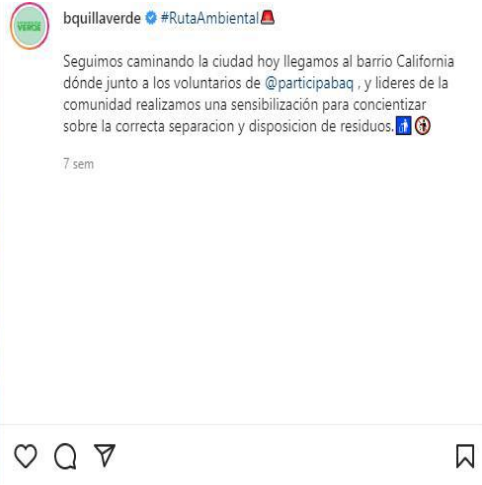 bquillaverde #RutaAmbiental🚨
Seguimos caminando la ciudad hoy llegamos al barrio California
dónde junto a los voluntarios de @participabaq , y lideres de la
comunidad realizamos una sensibilización para concientizar
sobre la correcta separacion y disposicion de residuos.🚮🚯
7 sem